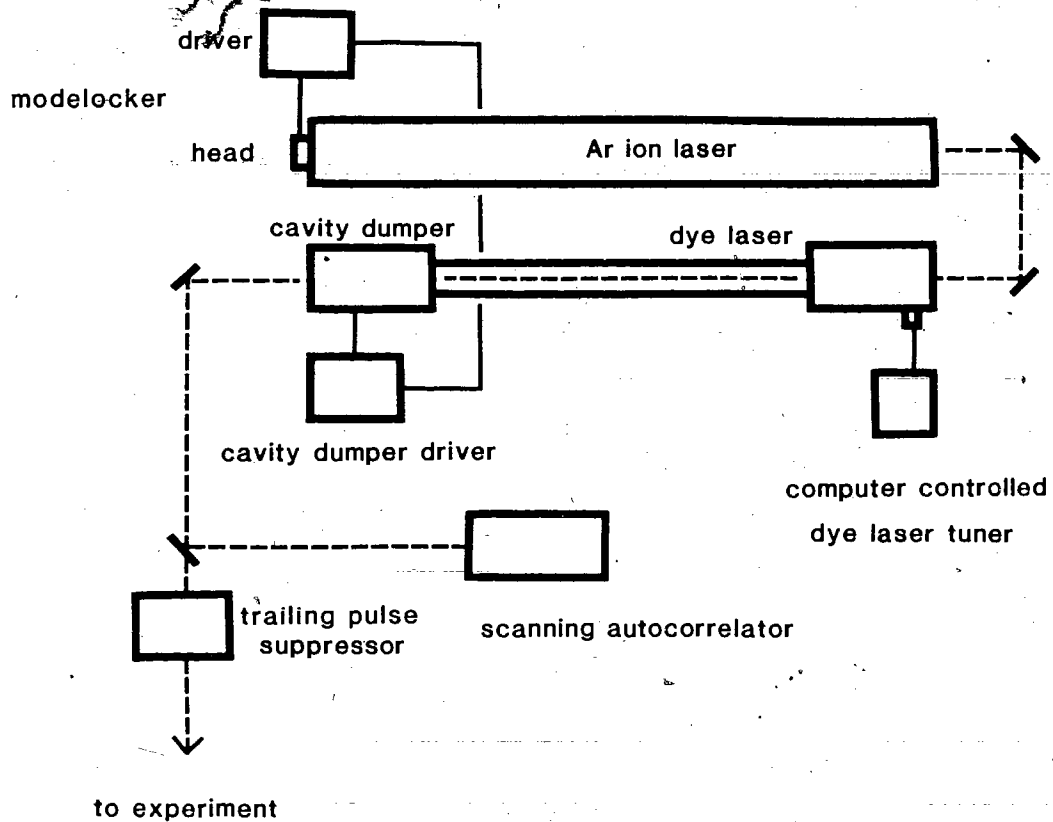 driver
modelocker
head
Ar ion laser
cavity dumper
dye laser
cavity dumper driver
computer controlled
dye laser tuner
trailing pulse
suppressor
scanning autocorrelator
to experiment